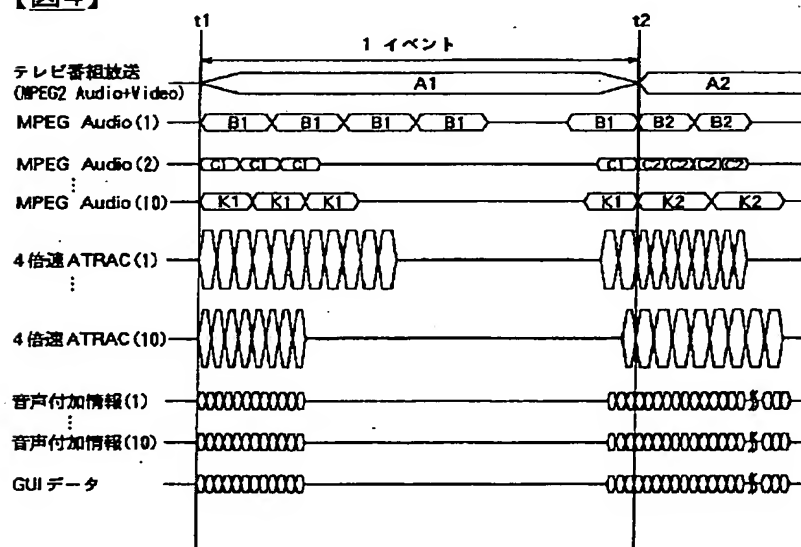 【図4】
t1 t2
1 イベント
テレビ番組放送
(MPEG2 Audio+Video)
A1 A2
MPEG Audio(1) B1 B1 B1 B1 B1 B2 B2
MPEG Audio(2) C1 C1 C1 C1 C2 C2 C2 C2
⋮
MPEG Audio(10) K1 K1 K1 K1 K2 K2
4倍速ATRAC(1)
⋮
4倍速ATRAC(10)
音声付加情報(1)
⋮
音声付加情報(10)
GUIデータ